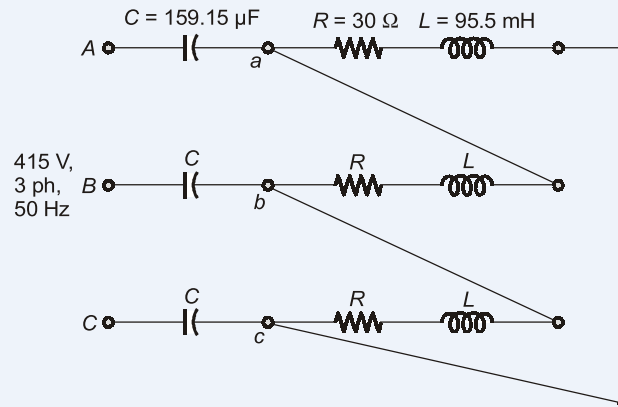 C = 159.15 µF
R = 30 Ω
L = 95.5 mH
A
a
415 V,
3 ph,
50 Hz
B
C
b
R
L
C
C
c
R
L